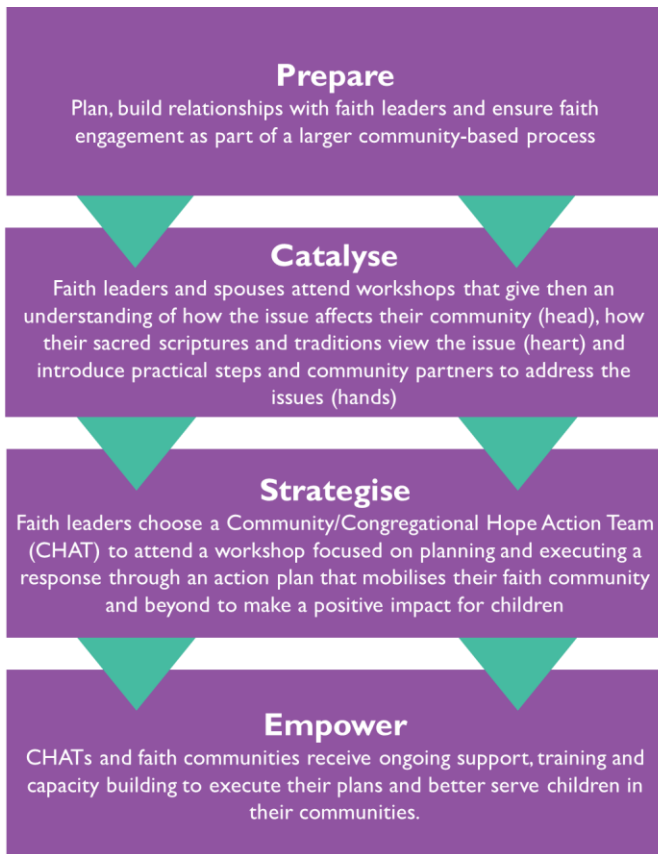 Prepare
Plan, build relationships with faith leaders and ensure faith
engagement as part of a larger community-based process
Catalyse
Faith leaders and spouses attend workshops that give then an
understanding of how the issue affects their community (head), how
their sacred scriptures and traditions view the issue (heart) and
introduce practical steps and community partners to address the
issues (hands)
Strategise
Faith leaders choose a Community/Congregational Hope Action Team
(CHAT) to attend a workshop focused on planning and executing a
response through an action plan that mobilises their faith community
and beyond to make a positive impact for children
Empower
CHATs and faith communities receive ongoing support, training and
capacity building to execute their plans and better serve children in
their communities.